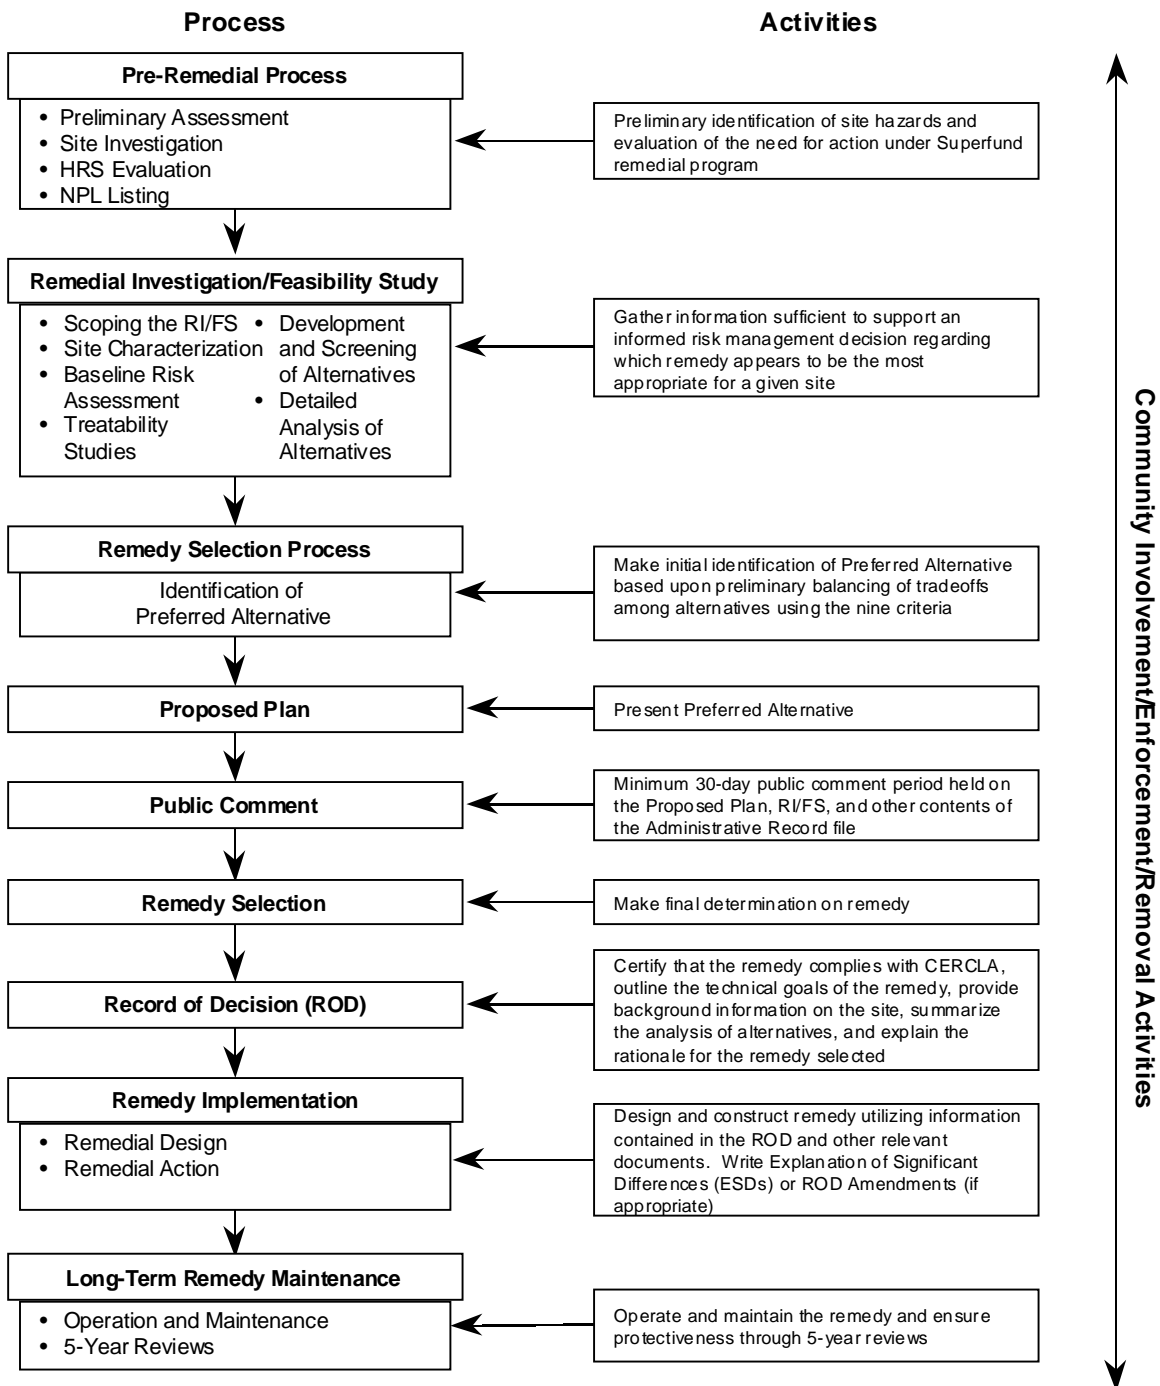 Process
Activities
Pre-Remedial Process
• Preliminary Assessment
• Site Investigation
• HRS Evaluation
• NPL Listing
Preliminary identification of site hazards and
evaluation of the need for action under Superfund
remedial program
Remedial Investigation/Feasibility Study
• Scoping the RI/FS
• Site Characterization
• Baseline Risk
Assessment
• Treatability
Studies
• Development
and Screening
of Alternatives
• Detailed
Analysis of
Alternatives
Gather information sufficient to support an
informed risk management decision regarding
which remedy appears to be the most
appropriate for a given site
Remedy Selection Process
Identification of
Preferred Alternative
Make initial identification of Preferred Alternative
based upon preliminary balancing of tradeoffs
among alternatives using the nine criteria
Proposed Plan
Present Preferred Alternative
Public Comment
Minimum 30-day public comment period held on
the Proposed Plan, RI/FS, and other contents of
the Administrative Record file
Remedy Selection
Make final determination on remedy
Record of Decision (ROD)
Certify that the remedy complies with CERCLA,
outline the technical goals of the remedy, provide
background information on the site, summarize
the analysis of alternatives, and explain the
rationale for the remedy selected
Remedy Implementation
• Remedial Design
• Remedial Action
Design and construct remedy utilizing information
contained in the ROD and other relevant
documents.  Write Explanation of Significant
Differences (ESDs) or ROD Amendments (if
appropriate)
Long-Term Remedy Maintenance
• Operation and Maintenance
• 5-Year Reviews
Operate and maintain the remedy and ensure
protectiveness through 5-year reviews
Community Involvement/Enforcement/Removal Activities